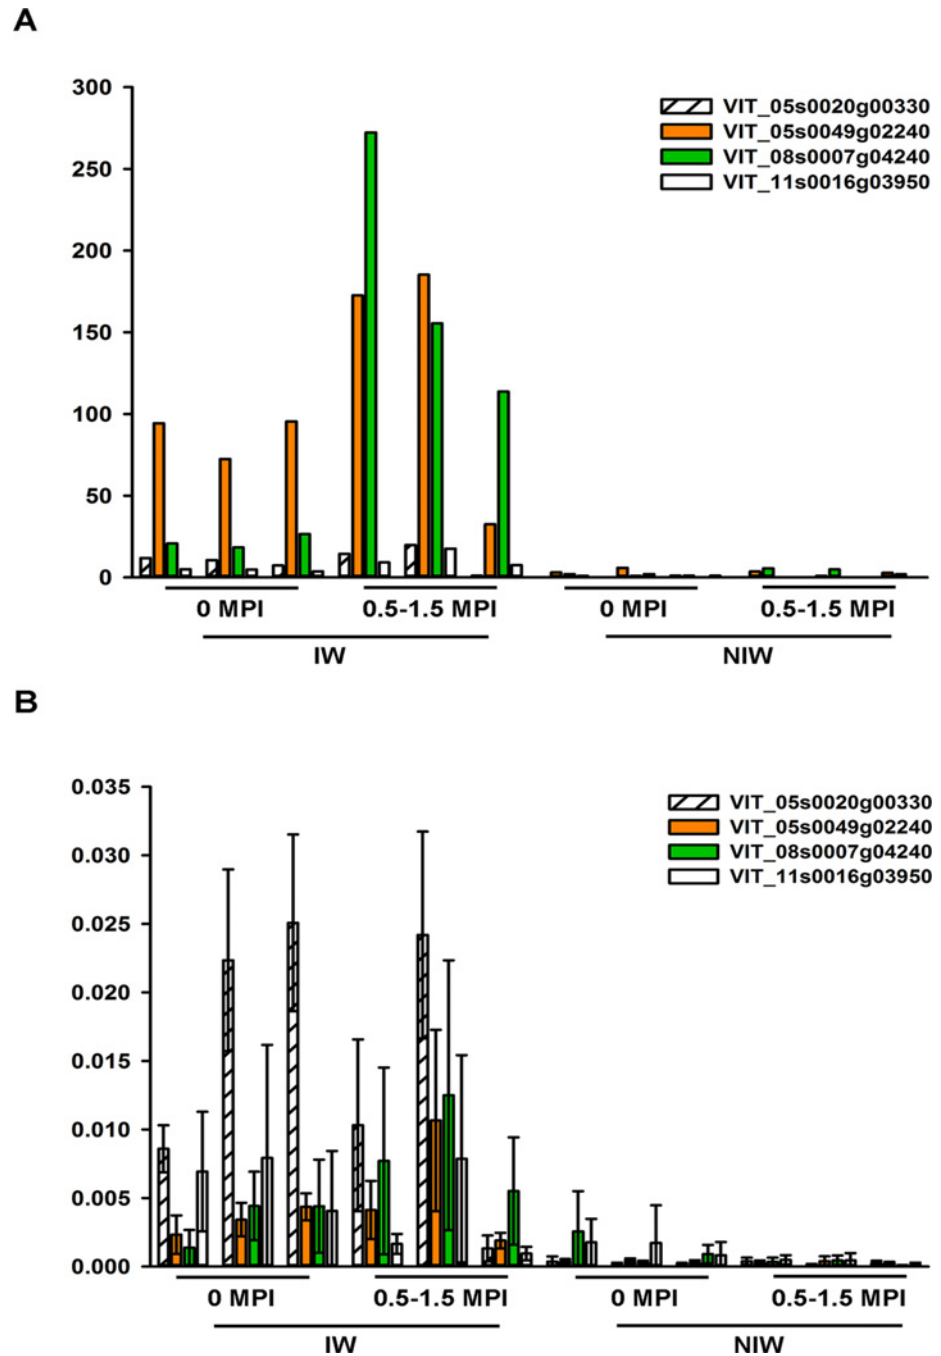 A
300
250
200
150
100
50
0
VIT_05s0020g00330
VIT_05s0049g02240
VIT_08s0007g04240
VIT_11s0016g03950
0 MPI 0.5-1.5 MPI 0 MPI 0.5-1.5 MPI
IW NIW
B
0.035
0.030
0.025
0.020
0.015
0.010
0.005
0.000
VIT_05s0020g00330
VIT_05s0049g02240
VIT_08s0007g04240
VIT_11s0016g03950
0 MPI 0.5-1.5 MPI 0 MPI 0.5-1.5 MPI
IW NIW